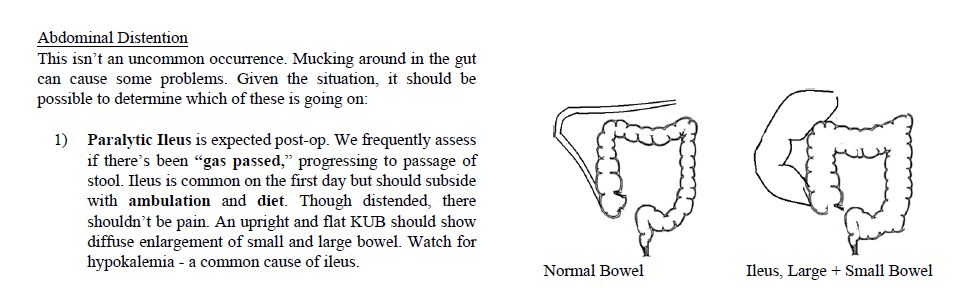 Abdominal Distention
This isn't an uncommon occurrence. Mucking around in the gut
can cause some problems. Given the situation, it should be
possible to determine which of these is going on:
1) Paralytic Ileus is expected post-op. We frequently assess
if there's been “gas passed,” progressing to passage of
stool. Ileus is common on the first day but should subside
with ambulation and diet. Though distended, there
shouldn't be pain. An upright and flat KUB should show
diffuse enlargement of small and large bowel. Watch for
hypokalemia - a common cause of ileus.
Normal Bowel
Ileus, Large + Small Bowel